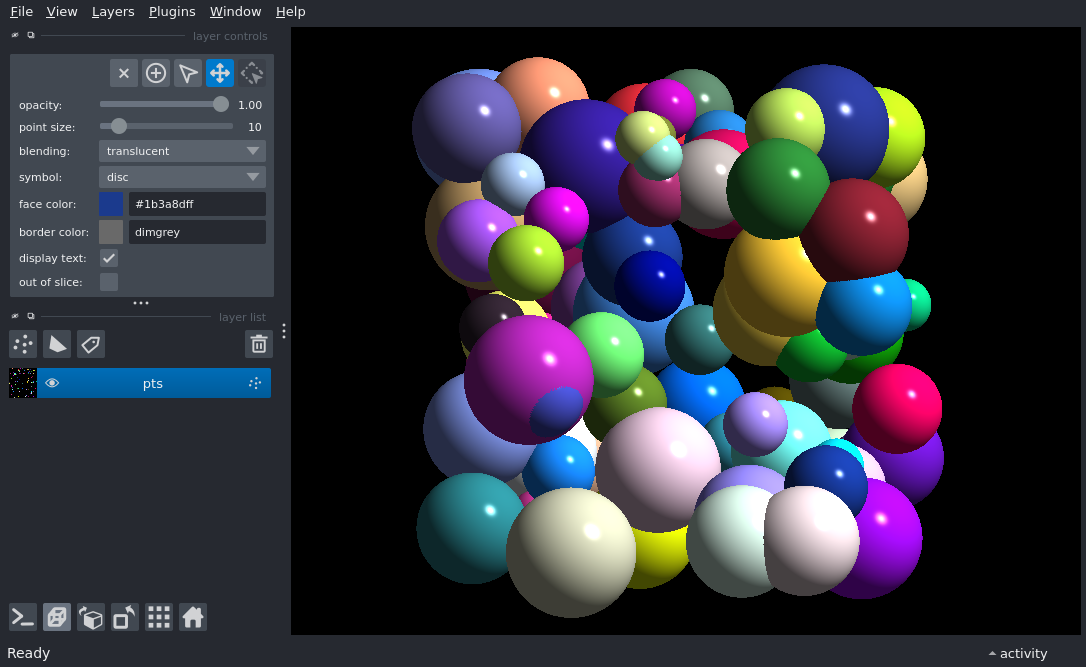 File View Layers Plugins Window Help
layer controls
opacity: 1.00
point size: 10
blending: translucent
symbol: disc
face color: #1b3a8dff
border color: dimgrey
display text:
out of slice:
layer list
pts
Ready
activity